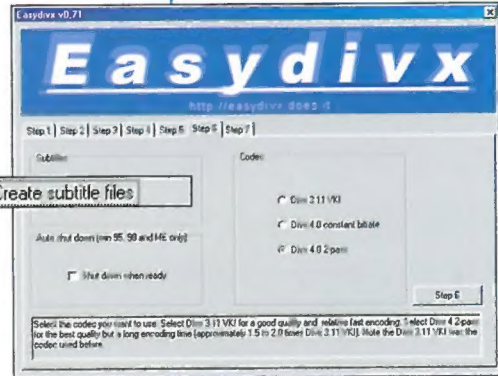 Easydivx v0,71
Easydivx
http //easydivx does it
Step 1 Step 2 Step 3 Step 4 Step 5 Step 6 Step 7
Subtitles
Codec
Create subtitle files
Divx 3.11 VKI
Auto shut down (win 95, 98 and ME only)
Divx 4.0 constant bitrate
Divx 4.0 2-pass
Shut down when ready
Step 6
Select the codec you want to use. Select Divx 3.11 VKI for a good quality and relative fast encoding. Select Divx 4 2-pass
for the best quality but a long encoding time (approximately 1.5 to 2.0 times Divx 3.11 VKI). Note the Divx 3.11 VKI was the
codec used before.